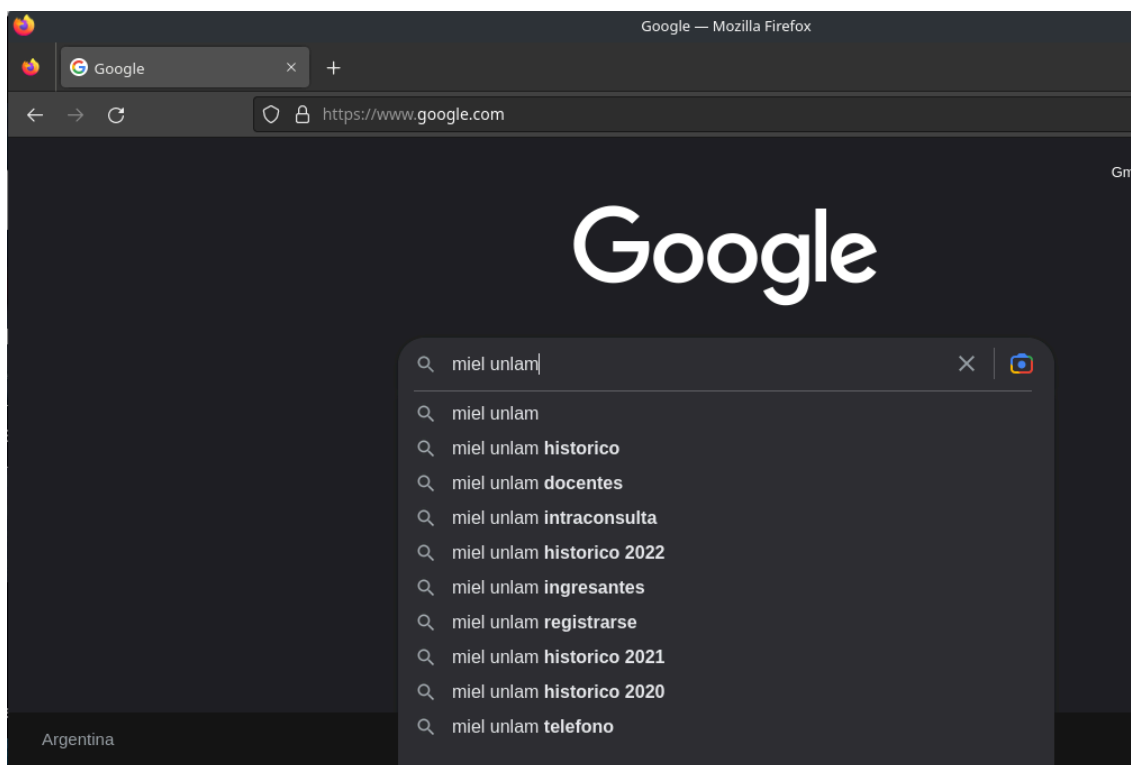 Google — Mozilla Firefox
Google
https://www.google.com
Gm
Google
miel unlam
miel unlam
miel unlam historico
miel unlam docentes
miel unlam intraconsulta
miel unlam historico 2022
miel unlam ingresantes
miel unlam registrarse
miel unlam historico 2021
miel unlam historico 2020
miel unlam telefono
Argentina